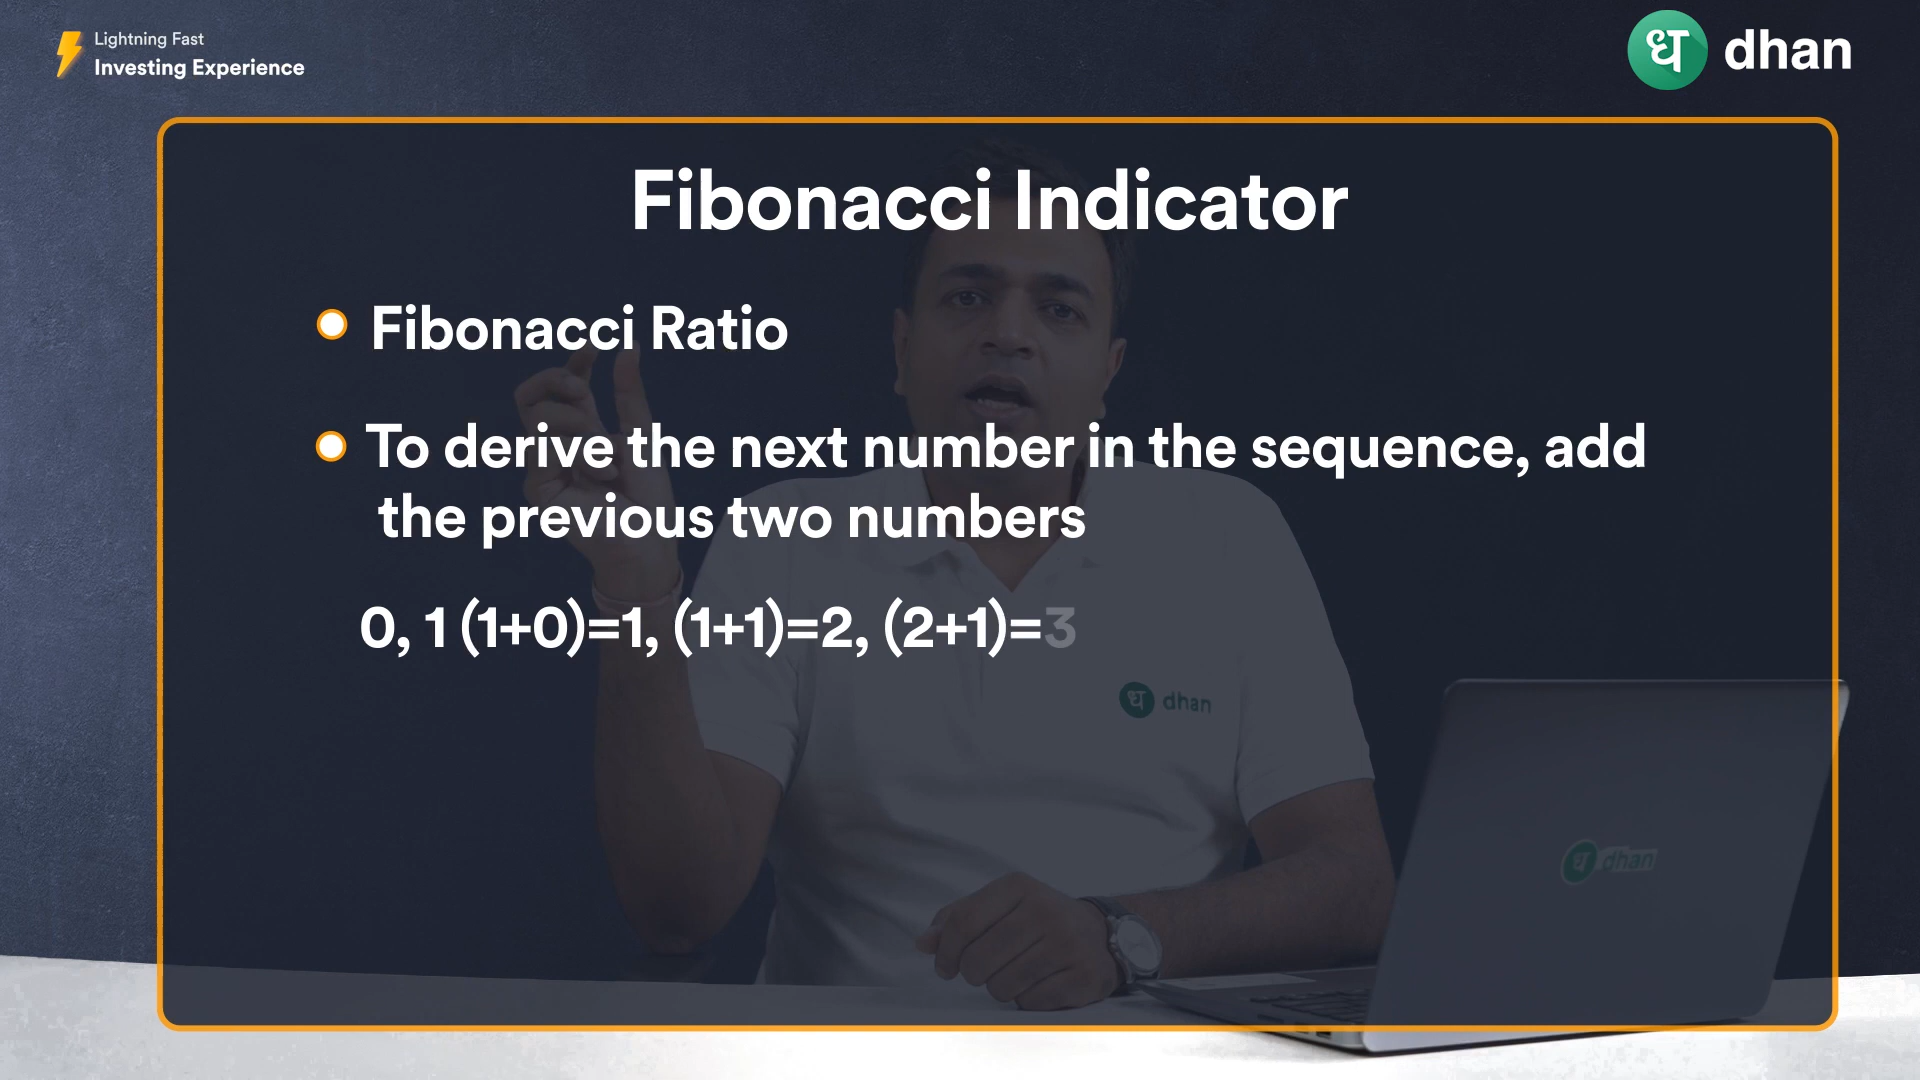 Lightning Fast
Investing Experience
ध dhan
Fibonacci Indicator
Fibonacci Ratio
To derive the next number in the sequence, add
the previous two numbers
0, 1 (1+0)=1, (1+1)=2, (2+1)=3
ध dhan
ध dhan